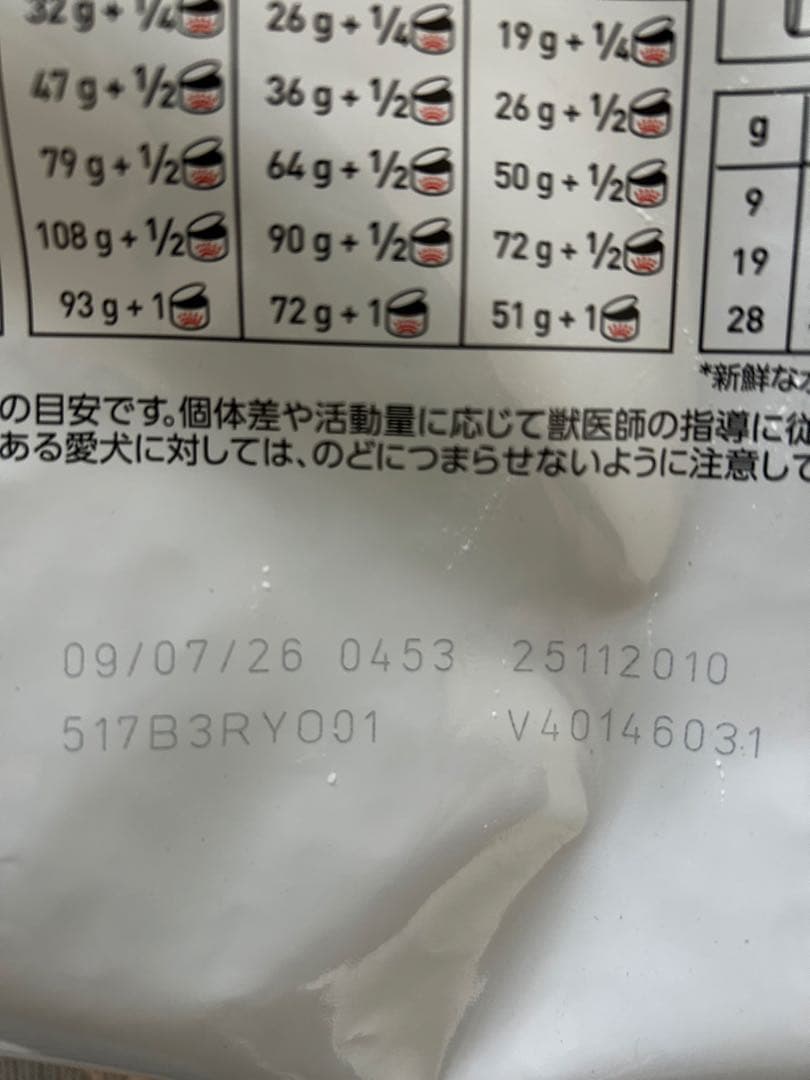 32 g + 1/4 26 g + 1/4 19 g + 1/4
47 g + 1/2 36 g + 1/2 26 g + 1/2 g
79 g + 1/2 64 g + 1/2 50 g + 1/2 9
108 g + 1/2 90 g + 1/2 72 g + 1/2 19
93 g + 1 72 g + 1 51 g + 1 28
*新鮮な
の目安です。個体差や活動量に応じて獣医師の指導に従
ある愛犬に対しては、のどにつまらせないように注意して
09/07/26 0453 25112010
517B3RY001 V40146031